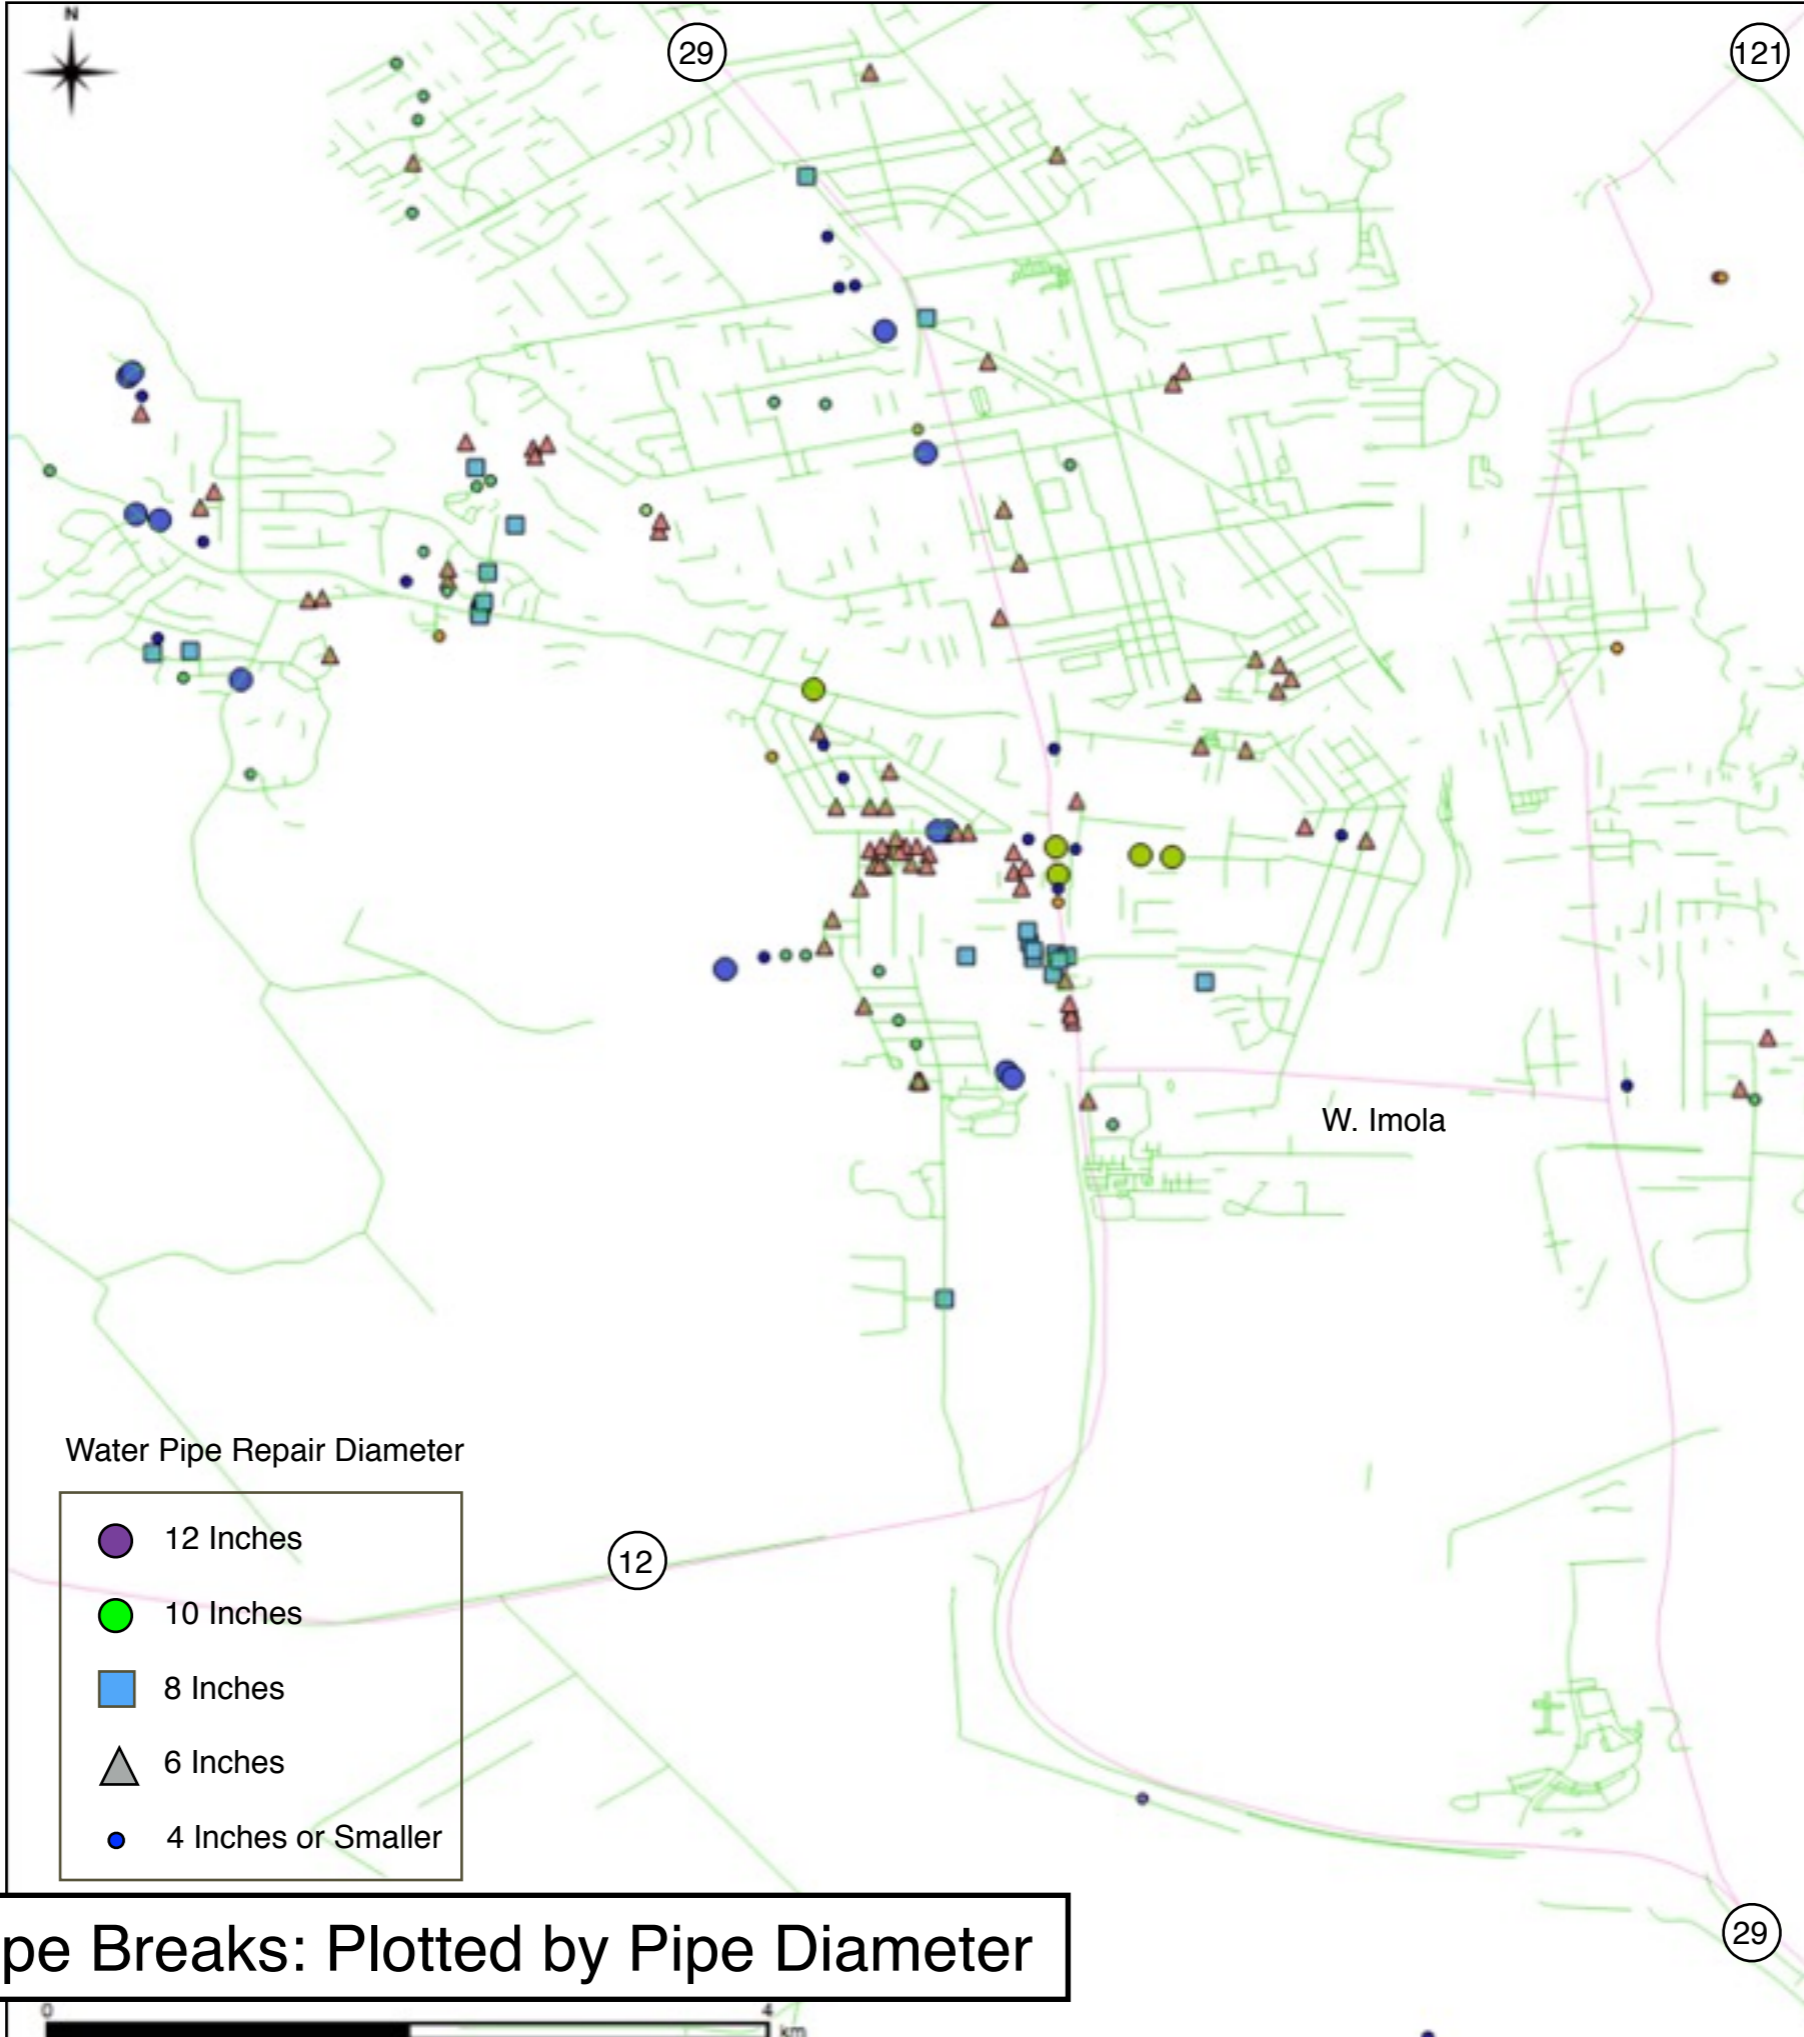 N
29
121
W. Imola
Water Pipe Repair Diameter
12 Inches
10 Inches
8 Inches
6 Inches
4 Inches or Smaller
12
pe Breaks: Plotted by Pipe Diameter
29
0 4
km